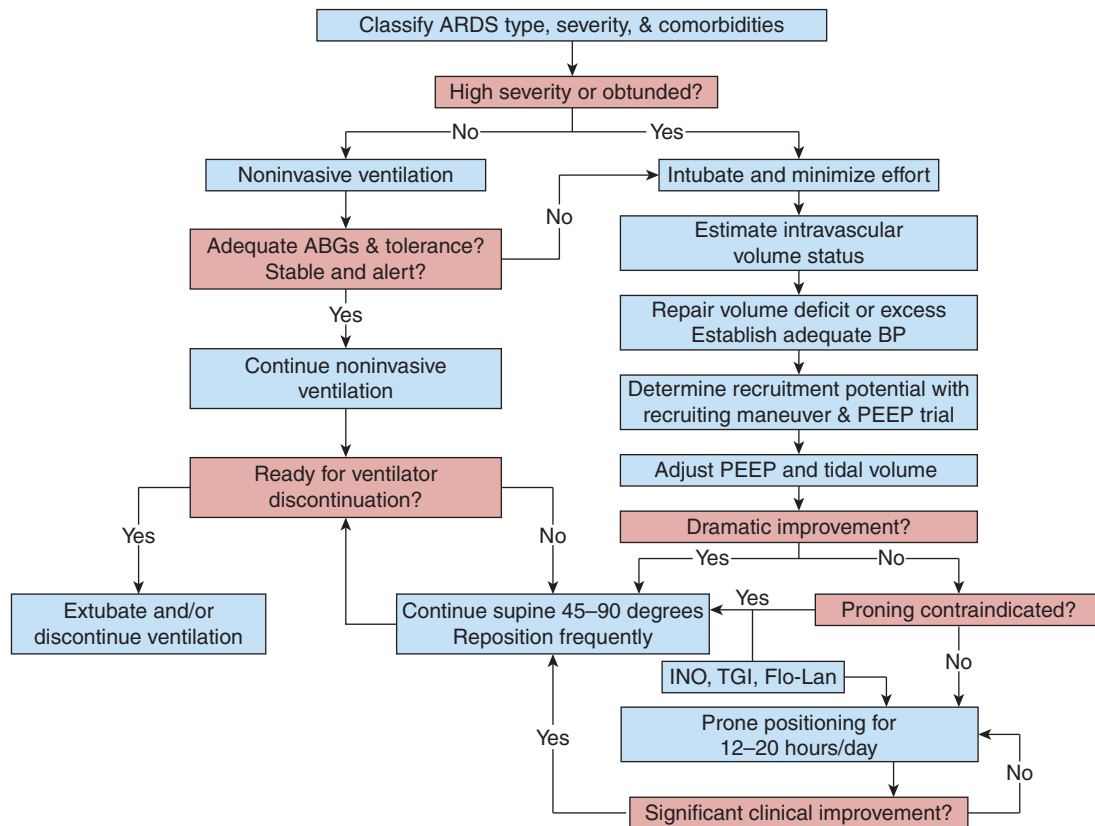 Classify ARDS type, severity, & comorbidities
High severity or obtunded?
No
Yes
Noninvasive ventilation
Intubate and minimize effort
No
Adequate ABGs & tolerance?
Stable and alert?
Estimate intravascular
volume status
Yes
Repair volume deficit or excess
Establish adequate BP
Continue noninvasive
ventilation
Determine recruitment potential with
recruiting maneuver & PEEP trial
Ready for ventilator
discontinuation?
Adjust PEEP and tidal volume
Dramatic improvement?
Yes
No
Yes
No
Extubate and/or
discontinue ventilation
Continue supine 45–90 degrees
Reposition frequently
Yes
Proning contraindicated?
No
INO, TGI, Flo-Lan
Prone positioning for
12–20 hours/day
Yes
No
Significant clinical improvement?